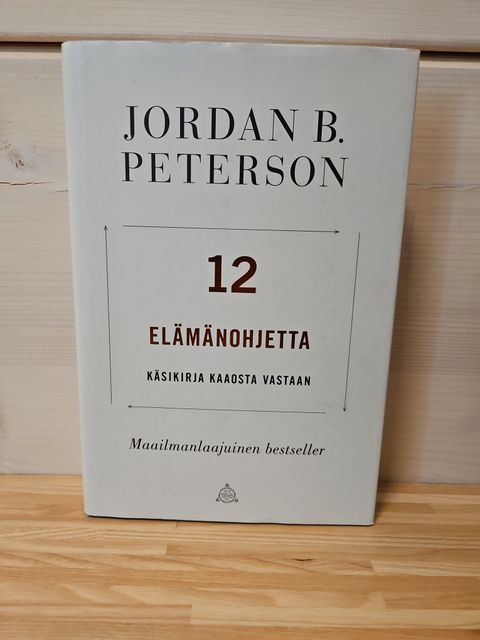 JORDAN B.
PETERSON
12
ELÄMÄNOHJETTA
KÄSIKIRJA KAAOSTA VASTAAN
Maailmanlaajuinen bestseller